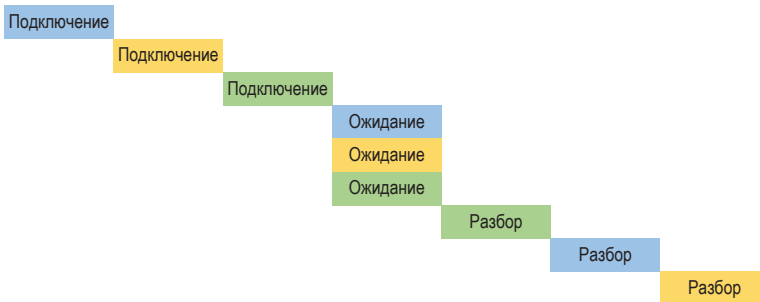 Подключение
Подключение
Подключение
Ожидание
Ожидание
Ожидание
Разбор
Разбор
Разбор